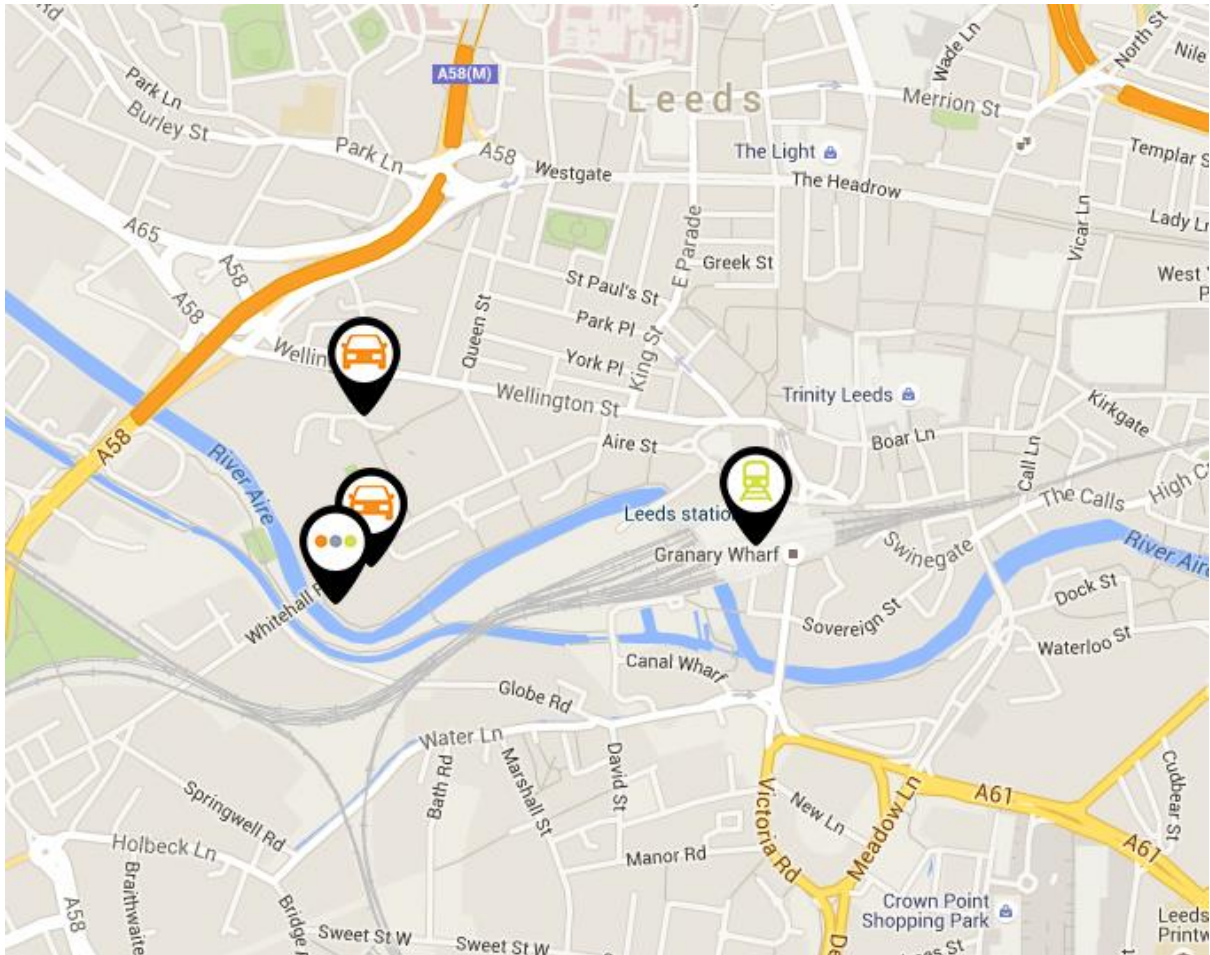 Rd
A58(M)
Wade Ln
North St
Nile
Park Ln
Leeds
Merrion St
Burley St
Park Ln
A58
The Light
Templar S
Westgate
The Headrow
Vicar Ln
Lady Ln
A65
E Parade
A58
Greek St
West
St Paul's St
A58
Park Pl
Queen St
King St
York Pl
Wellin
Wellington St
Trinity Leeds
Kirkgate
Aire St
Boar Ln
Call Ln
A58
River Aire
High C
The Calls
Leeds station
Swinegate
Granary Wharf
River Aire
Dock St
Whitehall
Sovereign St
Waterloo St
Canal Wharf
Globe Rd
Water Ln
Bath Rd
Marshall St
David St
Victoria Rd
Meadow Ln
A61
Cudbear St
Springwell Rd
New Ln
Holbeck Ln
Manor Rd
A61
Braithwaite
Crown Point
Shopping Park
A58
Bridge
Leeds
Printw
Sweet St W
Sweet St W